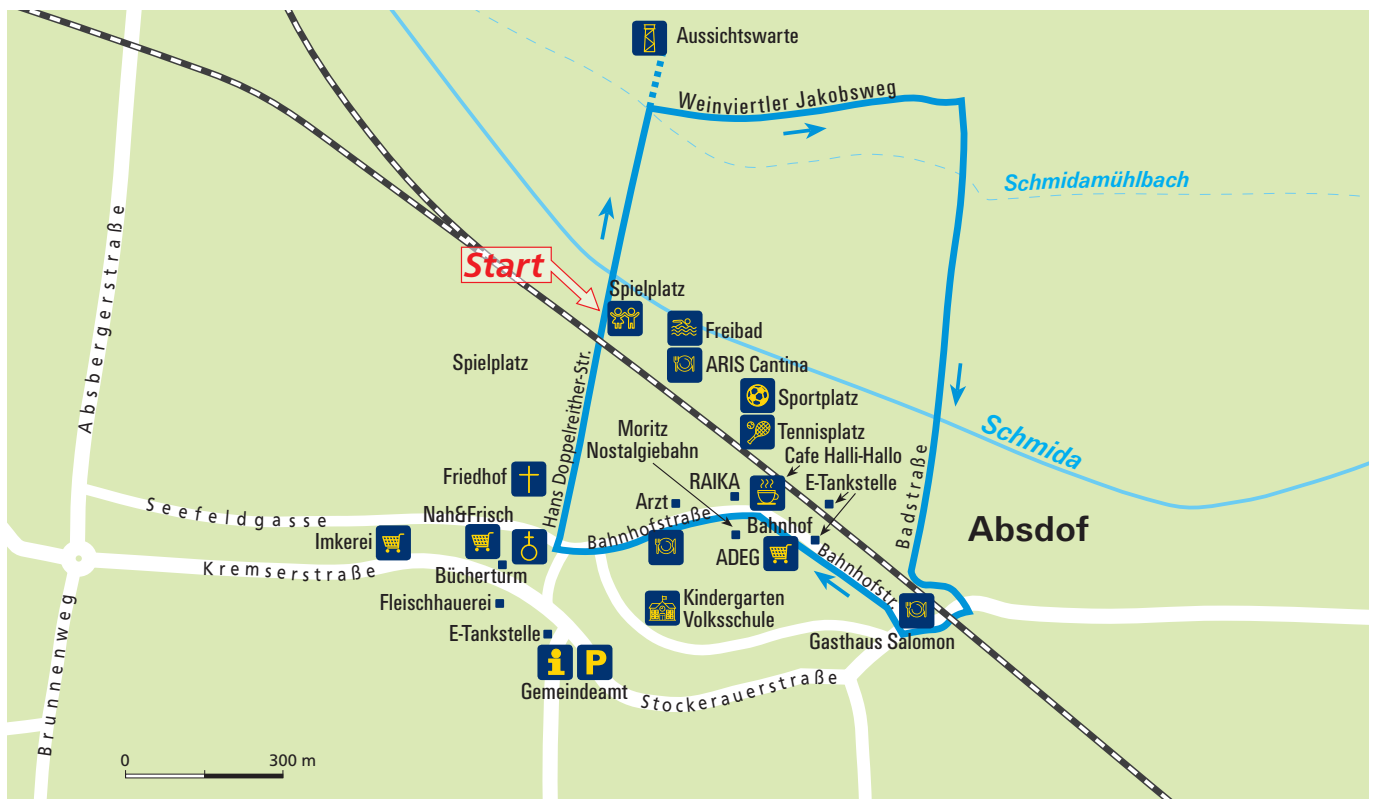 Aussichtswarte
Weinviertler Jakobsweg
Schmidamühlbach
Absbergerstraße
Start
Spielplatz
Freibad
Spielplatz
ARIS Cantina
Hans Doppelreither-Str.
Sportplatz
Schmida
Tennisplatz
Moritz
Nostalgiebahn
Cafe Halli-Hallo
Friedhof
RAIKA
E-Tankstelle
Arzt
Badstraße
Seefeldgasse
Nah&Frisch
Bahnhofstraße
Bahnhof
Absdof
Imkerei
ADEG
Bahnhofstr.
Kremserstraße
Bücherturm
Fleischhauerei
Kindergarten
Volksschule
E-Tankstelle
Gasthaus Salomon
i
P
Gemeindeamt
Stockerauerstraße
Brunnenweg
0
300 m